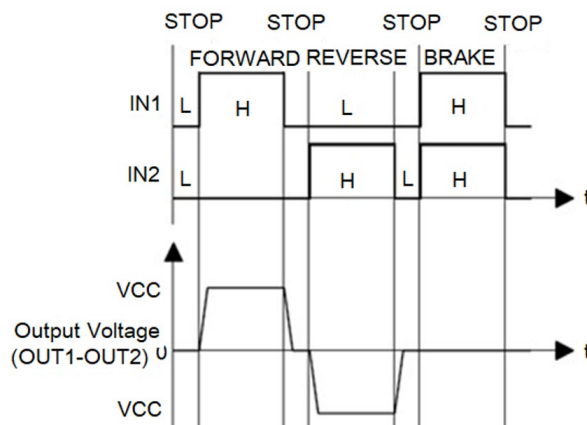 STOP STOP STOP STOP
FORWARD REVERSE BRAKE
IN1 L H L H
IN2 L H L H
t
VCC
Output Voltage
(OUT1-OUT2) 0 t
VCC